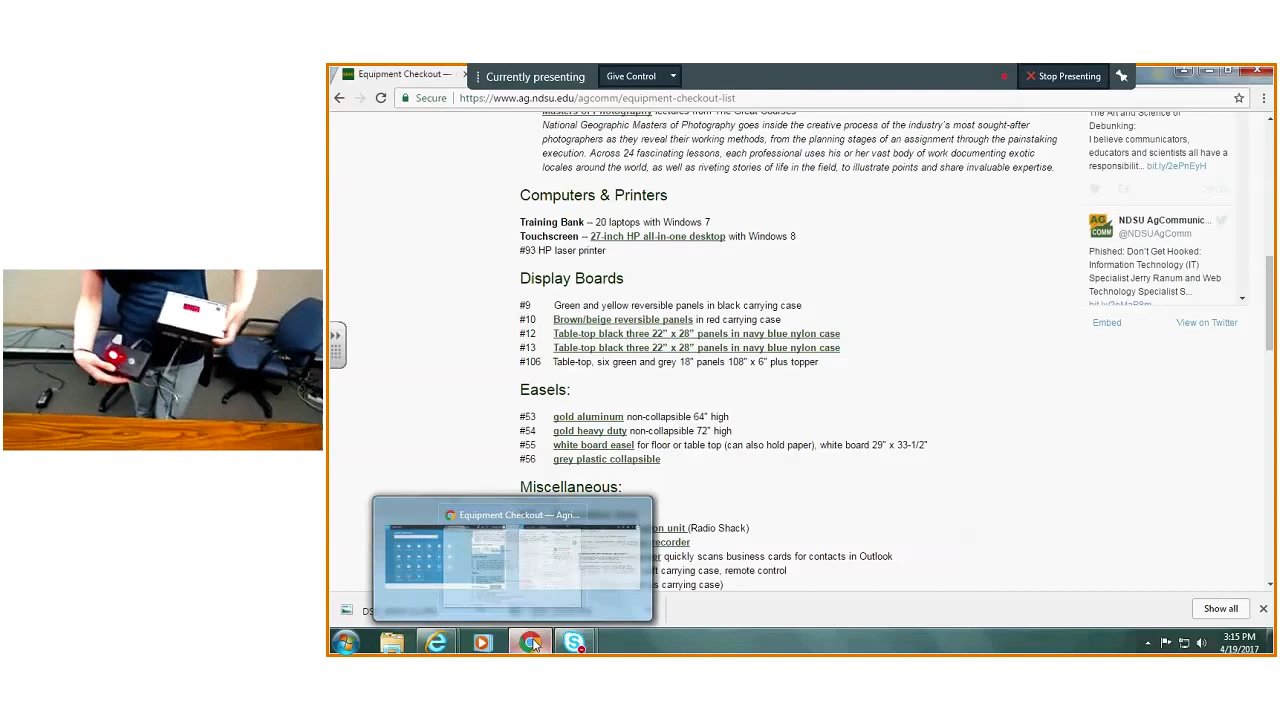 Equipment Checkout —
Currently presenting
Give Control
Stop Presenting
Secure
https://www.ag.ndsu.edu/agcomm/equipment-checkout-list
Masters of Photography lectures from The Great Courses
National Geographic Masters of Photography goes inside the creative process of the industry's most sought-after
photographers as they reveal their working methods, from the planning stages of an assignment through the painstaking
execution. Across 24 fascinating lessons, each professional uses his or her vast body of work documenting exotic
locales around the world, as well as riveting stories of life in the field, to illustrate points and share invaluable expertise.
Computers & Printers
Training Bank -- 20 laptops with Windows 7
Touchscreen -- 27-inch HP all-in-one desktop with Windows 8
#93 HP laser printer
Display Boards
#9 Green and yellow reversible panels in black carrying case
#10 Brown/beige reversible panels in red carrying case
#12 Table-top black three 22" x 28" panels in navy blue nylon case
#13 Table-top black three 22" x 28" panels in navy blue nylon case
#106 Table-top, six green and grey 18" panels 108" x 6" plus topper
Easels:
#53 gold aluminum non-collapsible 64" high
#54 gold heavy duty non-collapsible 72" high
#55 white board easel for floor or table top (can also hold paper), white board 29" x 33-1/2"
#56 grey plastic collapsible
Miscellaneous:
unit (Radio Shack)
quickly scans business cards for contacts in Outlook
carrying case, remote control
carrying case)
The Art and Science of
Debunking:
I believe communicators,
educators and scientists all have a
responsibilit... bit.ly/2ePnEyH
AG
COMM
NDSU AgCommunic...
@NDSUAgComm
Phished: Don't Get Hooked:
Information Technology (IT)
Specialist Jerry Ranum and Web
Technology Specialist S...
Embed
View on Twitter
Equipment Checkout — Agri...
Show all
3:15 PM
4/19/2017